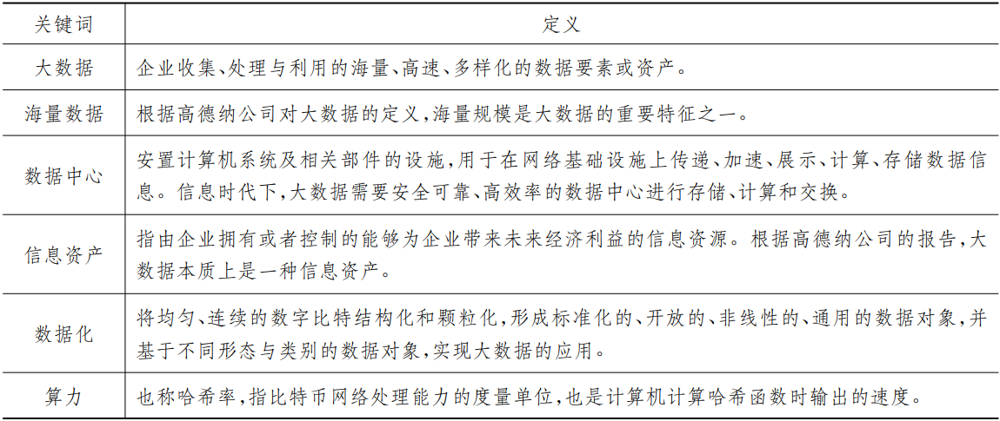 关键词 定义
大数据 企业收集、处理与利用的海量、高速、多样化的数据要素或资产。
海量数据 根据高德纳公司对大数据的定义,海量规模是大数据的重要特征之一。
数据中心 安置计算机系统及相关部件的设施,用于在网络基础设施上传递、加速、展示、计算、存储数据信
息。信息时代下,大数据需要安全可靠、高效率的数据中心进行存储、计算和交换。
信息资产 指由企业拥有或者控制的能够为企业带来未来经济利益的信息资源。根据高德纳公司的报告,大
数据本质上是一种信息资产。
数据化 将均匀、连续的数字比特结构化和颗粒化,形成标准化的、开放的、非线性的、通用的数据对象,并
基于不同形态与类别的数据对象,实现大数据的应用。
算力 也称哈希率,指比特币网络处理能力的度量单位,也是计算机计算哈希函数时输出的速度。